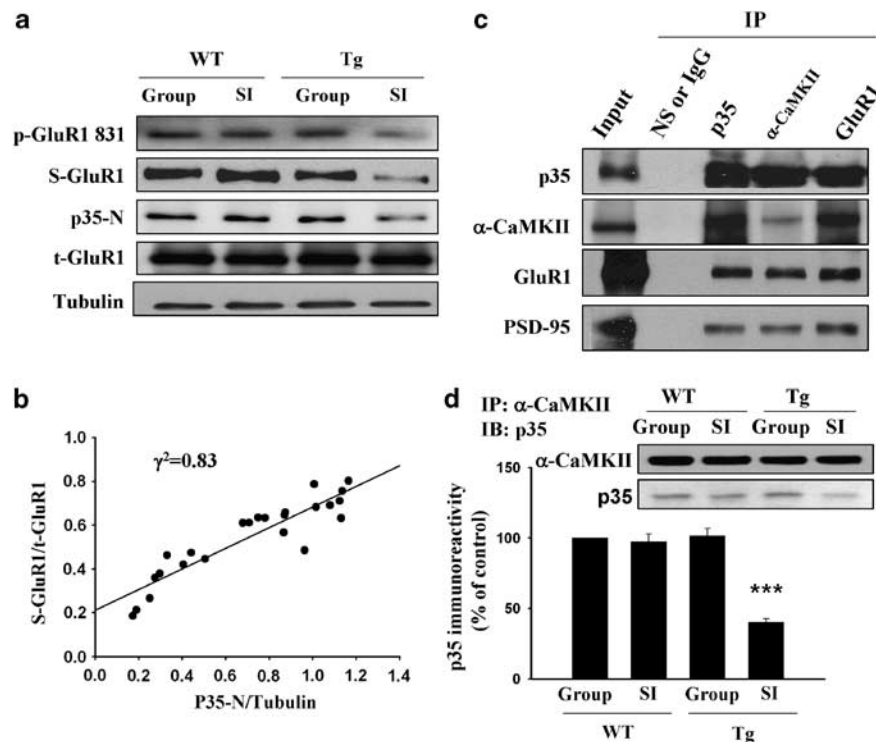 a
WT Tg
Group SI Group SI
p-GluR1 831
S-GluR1
p35-N
t-GluR1
Tubulin
b
γ²=0.83
S-GluR1/t-GluR1
1.0
0.8
0.6
0.4
0.2
0.0
0.0 0.2 0.4 0.6 0.8 1.0 1.2 1.4
P35-N/Tubulin
c
IP
Input NS or IgG p35 α-CaMKII GluR1
p35
α-CaMKII
GluR1
PSD-95
d
IP: α-CaMKII
IB: p35
WT Tg
Group SI Group SI
α-CaMKII
p35
p35 immunoreactivity
(% of control)
150
100
50
0
***
Group SI Group SI
WT Tg